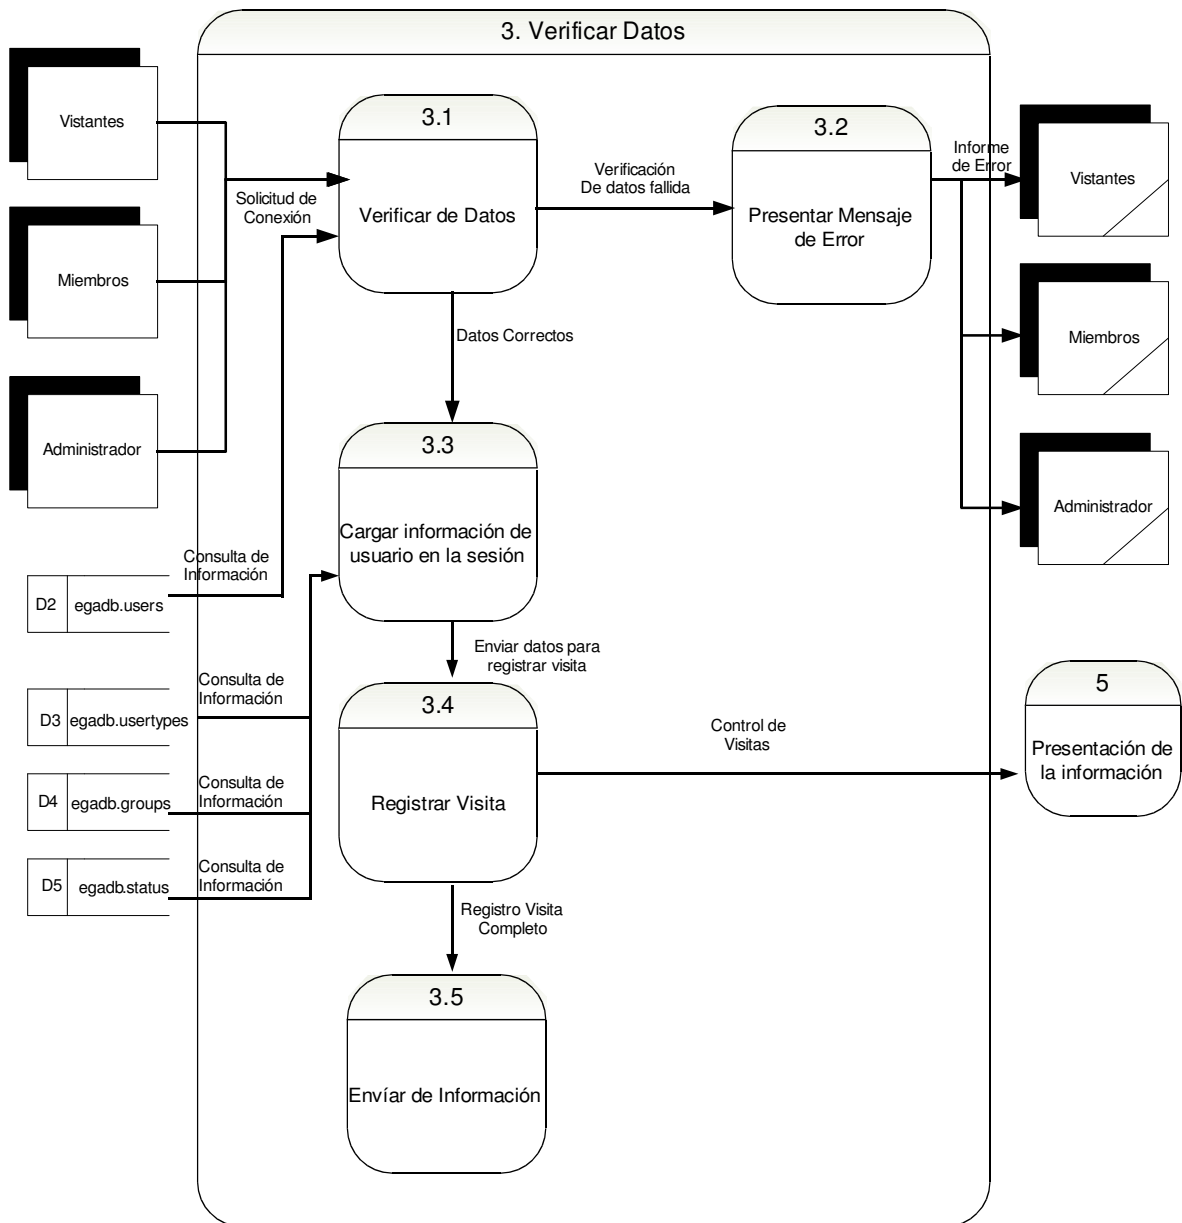 3. Verificar Datos
Vistantes
Miembros
Administrador
Solicitud de
Conexión
3.1
Verificar de Datos
Verificación
De datos fallida
3.2
Presentar Mensaje
de Error
Informe
de Error
Vistantes
Miembros
Administrador
Datos Correctos
3.3
Cargar información de
usuario en la sesión
Consulta de
Información
D2
egadb.users
Enviar datos para
registrar visita
Consulta de
Información
D3
egadb.usertypes
3.4
Registrar Visita
Control de
Visitas
5
Presentación de
la información
Consulta de
Información
D4
egadb.groups
Consulta de
Información
D5
egadb.status
Registro Visita
Completo
3.5
Envíar de Información